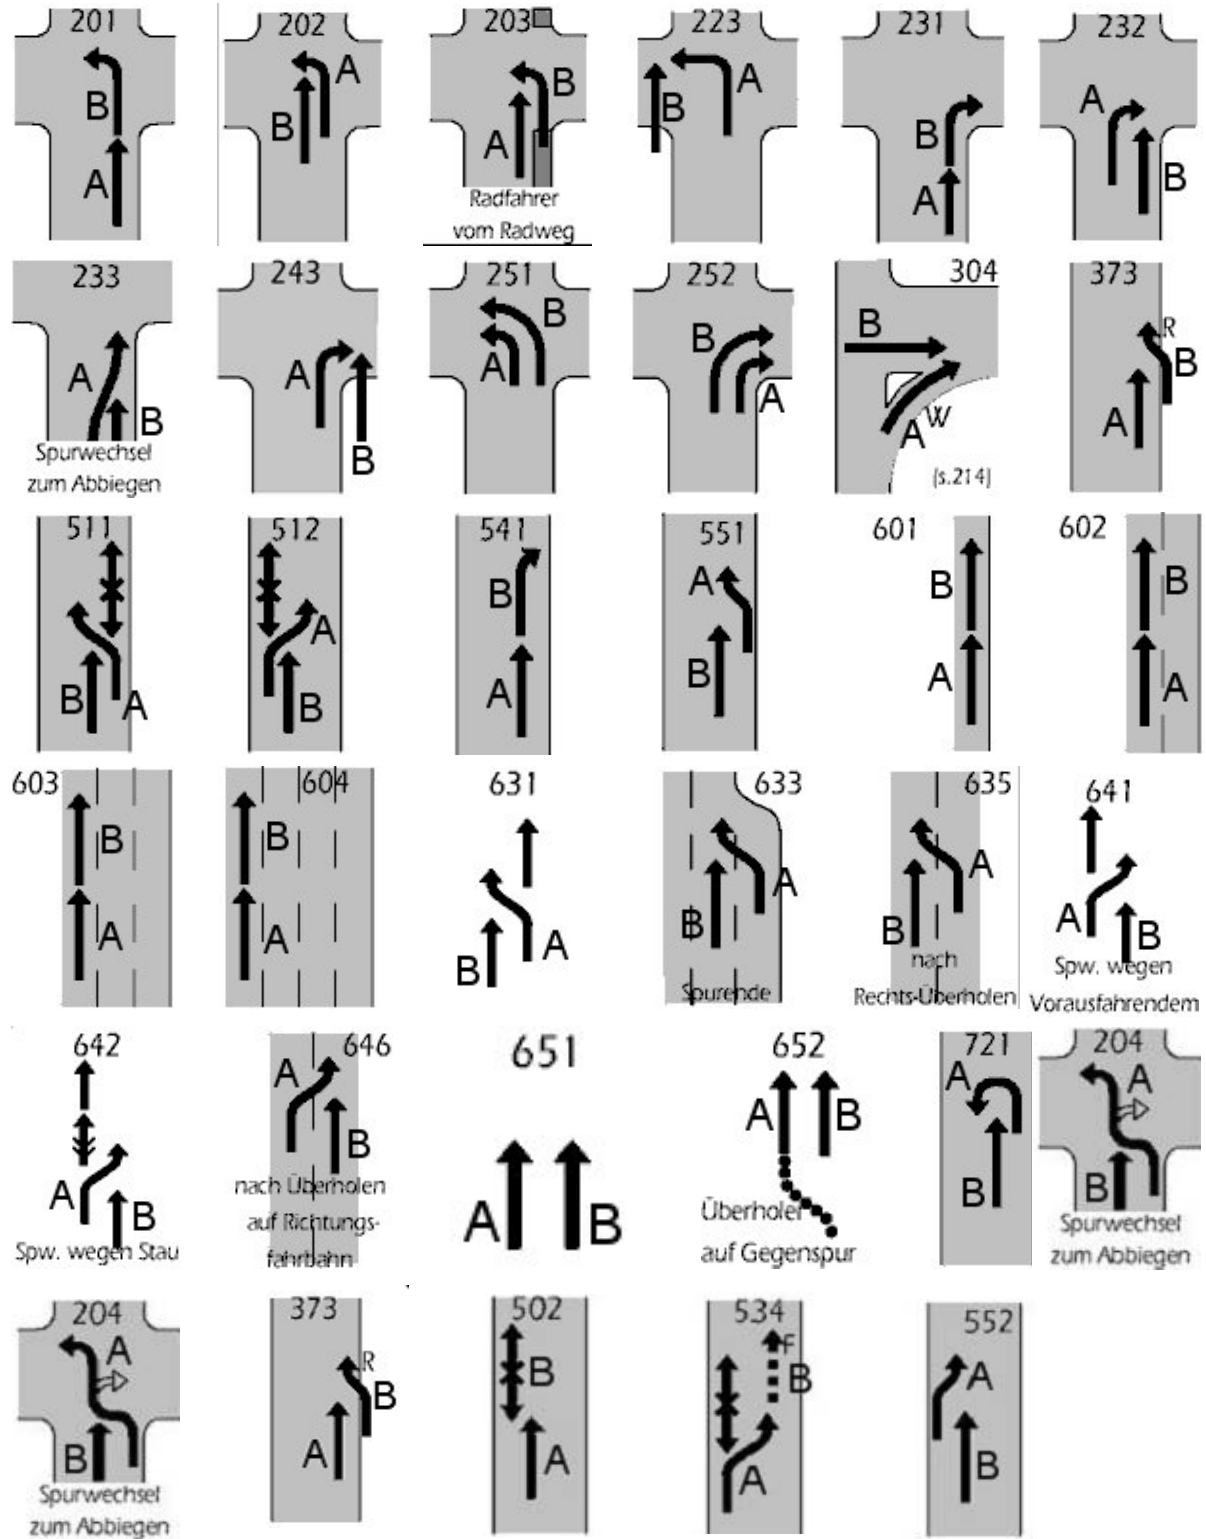 201
B
A
202
A
B
203
B
A
Radfahrer
vom Radweg
223
A
B
231
B
A
232
A
B
233
A
B
Spurwechsel
zum Abbiegen
243
A
B
251
B
A
252
B
A
304
B
A W
(s.214)
373
R
B
A
511
B A
512
A
B
541
B
A
551
A
B
601
B
A
602
B
A
603
B
A
604
B
A
631
A
B
633
A
B
Spurende
635
A
B
nach
Rechts-Überholen
641
A B
Spw. wegen
Vorausfahrendem
642
A B
Spw. wegen Stau
646
A
B
nach Überholen
auf Richtungs-
fahrbahn
651
A B
652
A B
Überholer
auf Gegenspur
721
A
B
204
A
B
Spurwechsel
zum Abbiegen
204
A
B
Spurwechsel
zum Abbiegen
373
R
B
A
502
B
A
534
F
B
A
552
A
B